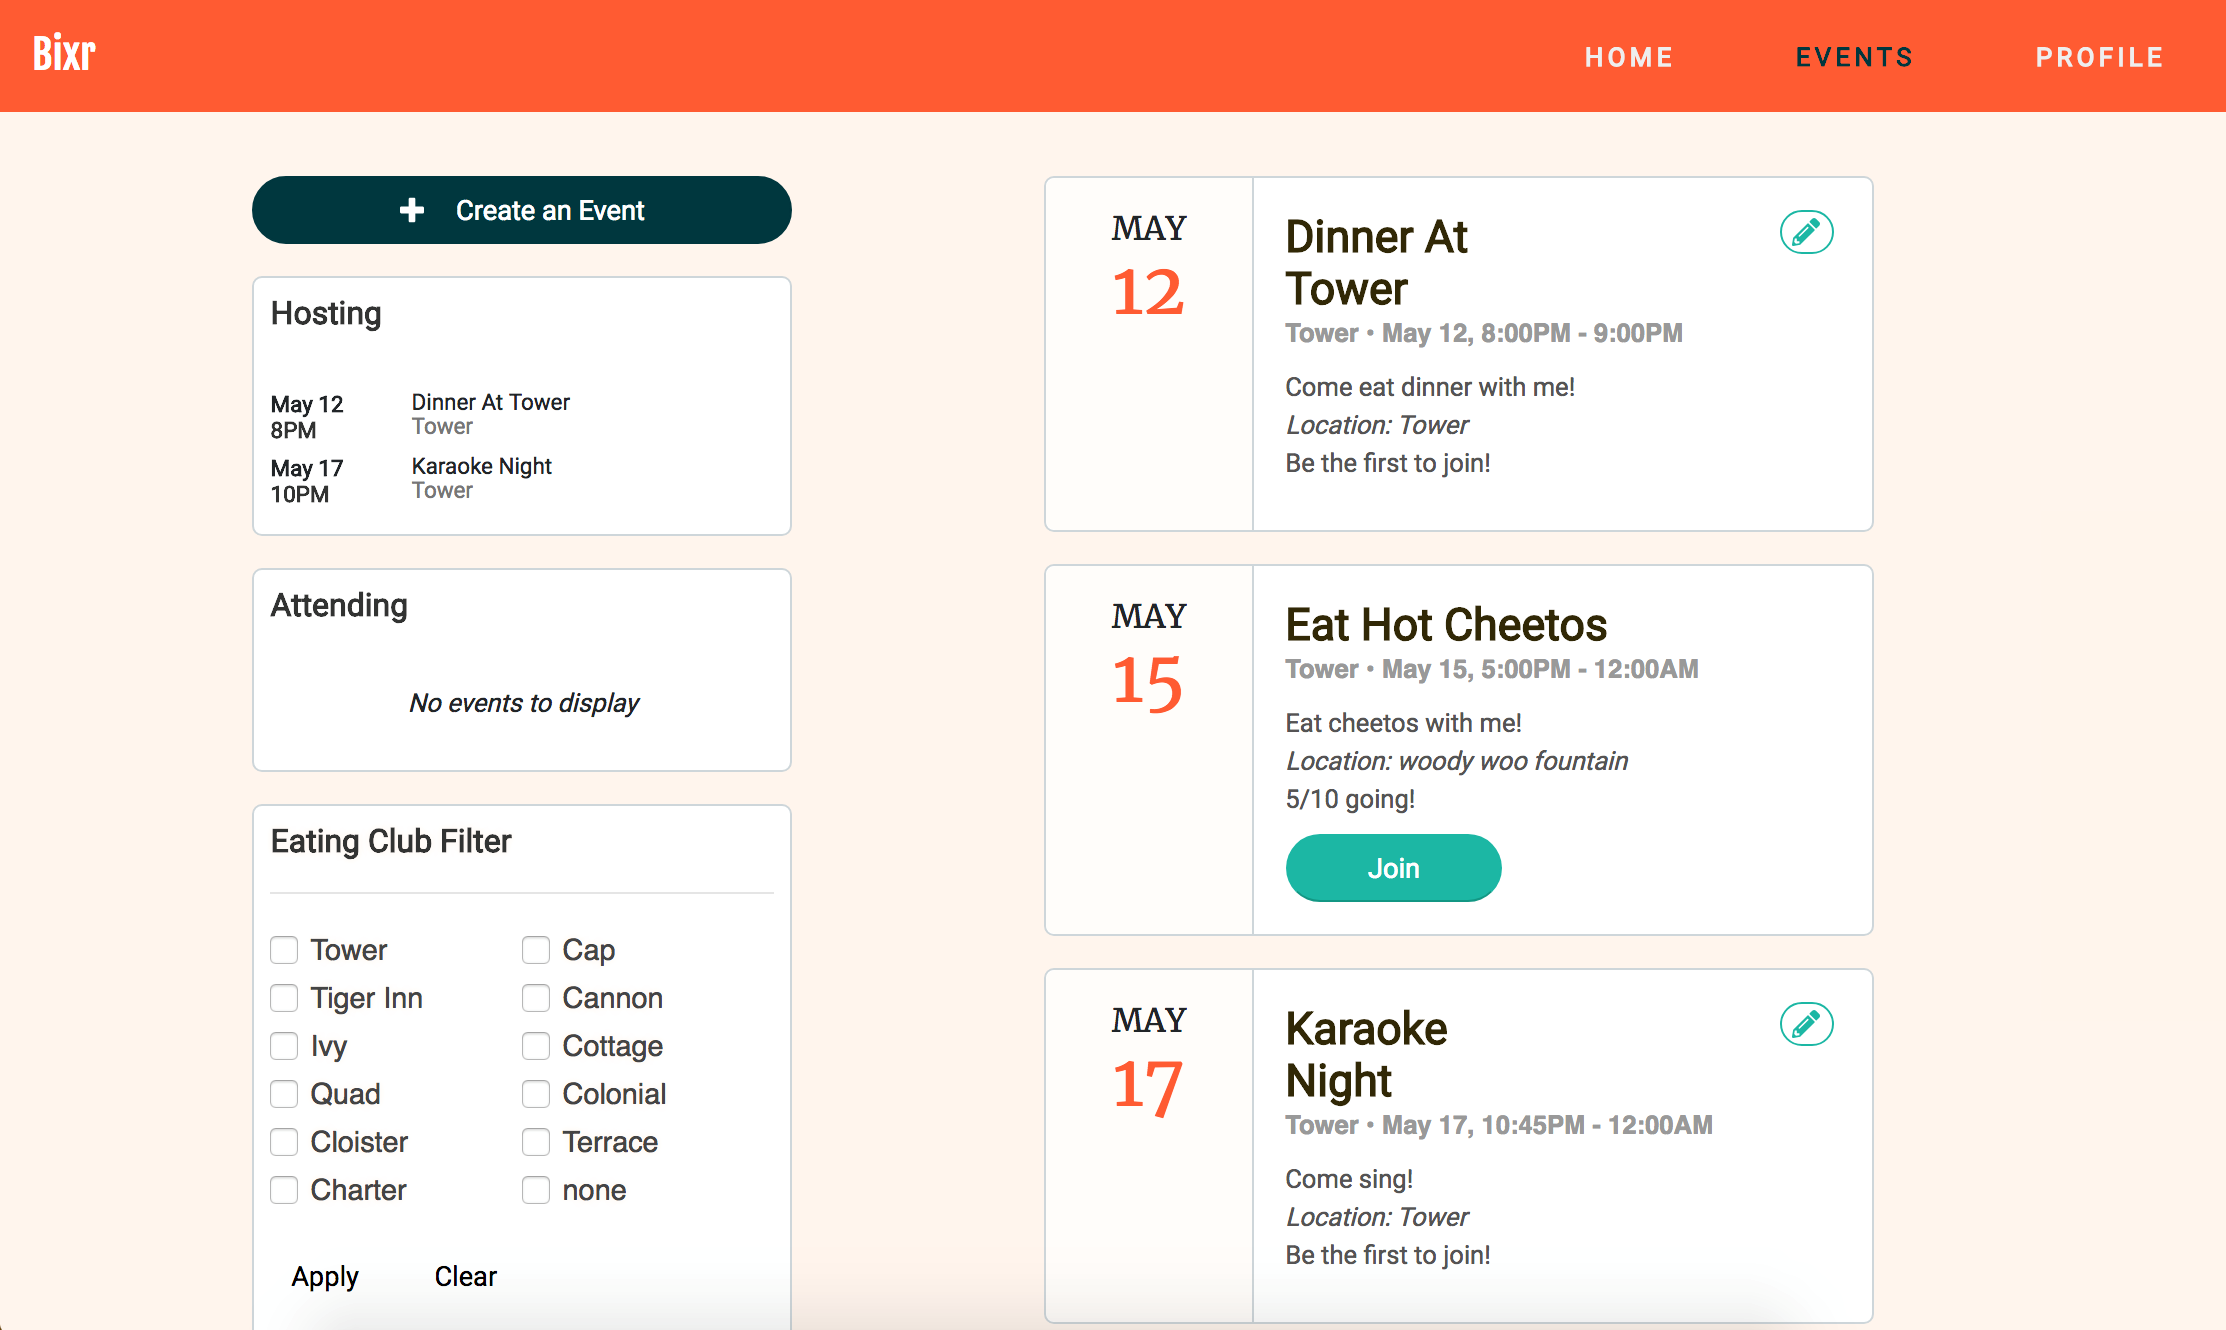 Bixr
HOME
EVENTS
PROFILE
Create an Event
Hosting
May 12
8PM
Dinner At Tower
Tower
May 17
10PM
Karaoke Night
Tower
Attending
No events to display
Eating Club Filter
Tower
Cap
Tiger Inn
Cannon
Ivy
Cottage
Quad
Colonial
Cloister
Terrace
Charter
none
Apply
Clear
MAY
12
Dinner At
Tower
Tower • May 12, 8:00PM - 9:00PM
Come eat dinner with me!
Location: Tower
Be the first to join!
MAY
15
Eat Hot Cheetos
Tower • May 15, 5:00PM - 12:00AM
Eat cheetos with me!
Location: woody woo fountain
5/10 going!
Join
MAY
17
Karaoke
Night
Tower • May 17, 10:45PM - 12:00AM
Come sing!
Location: Tower
Be the first to join!